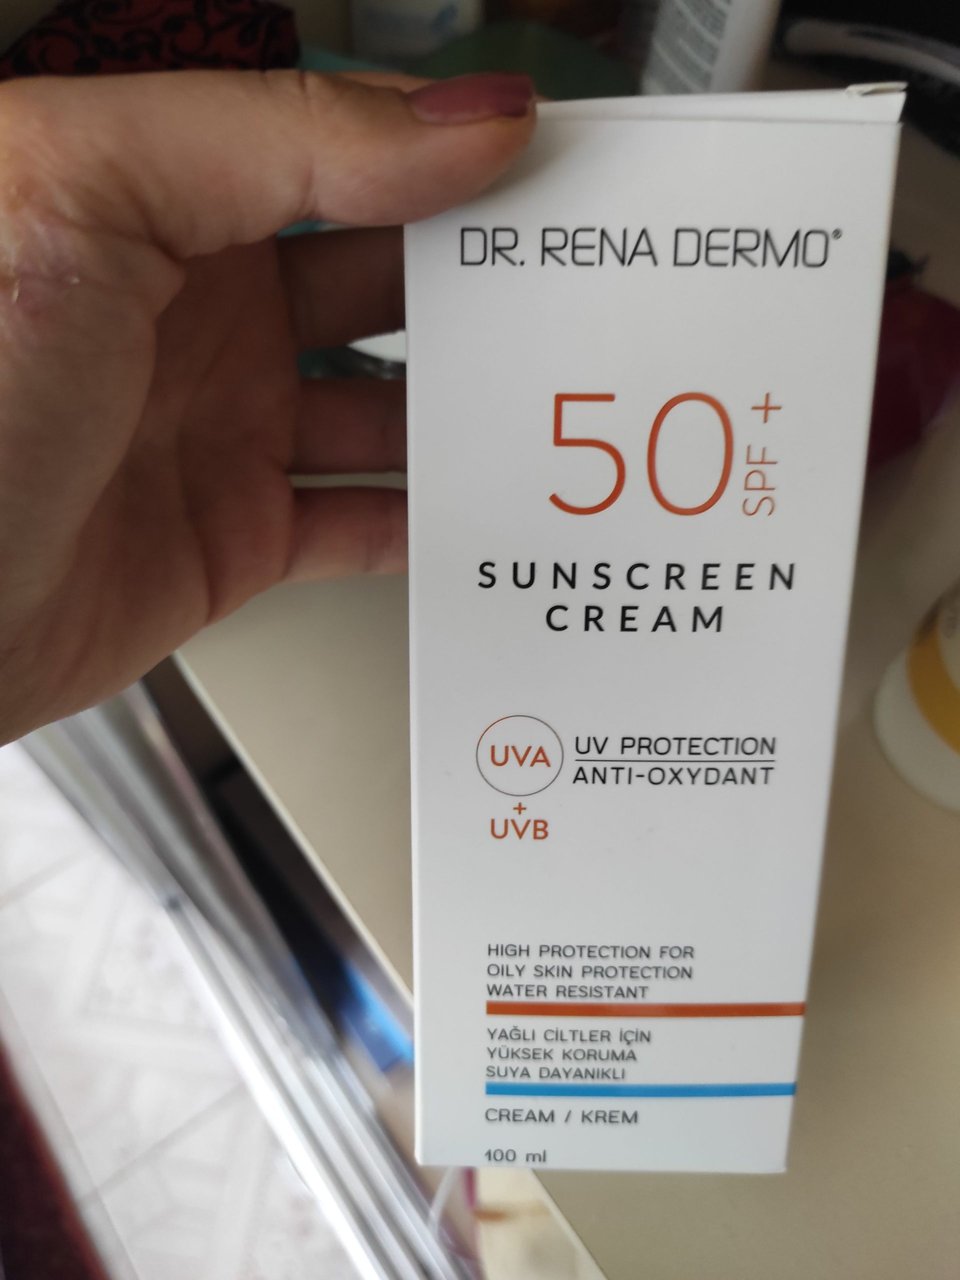 DR. RENA DERMO®
50 SPF +
SUNSCREEN
CREAM
UVA
+
UVB
UV PROTECTION
ANTI-OXYDANT
HIGH PROTECTION FOR
OILY SKIN PROTECTION
WATER RESISTANT
YAĞLI CİLTLER İÇİN
YÜKSEK KORUMA
SUYA DAYANIKLI
CREAM / KREM
100 ml